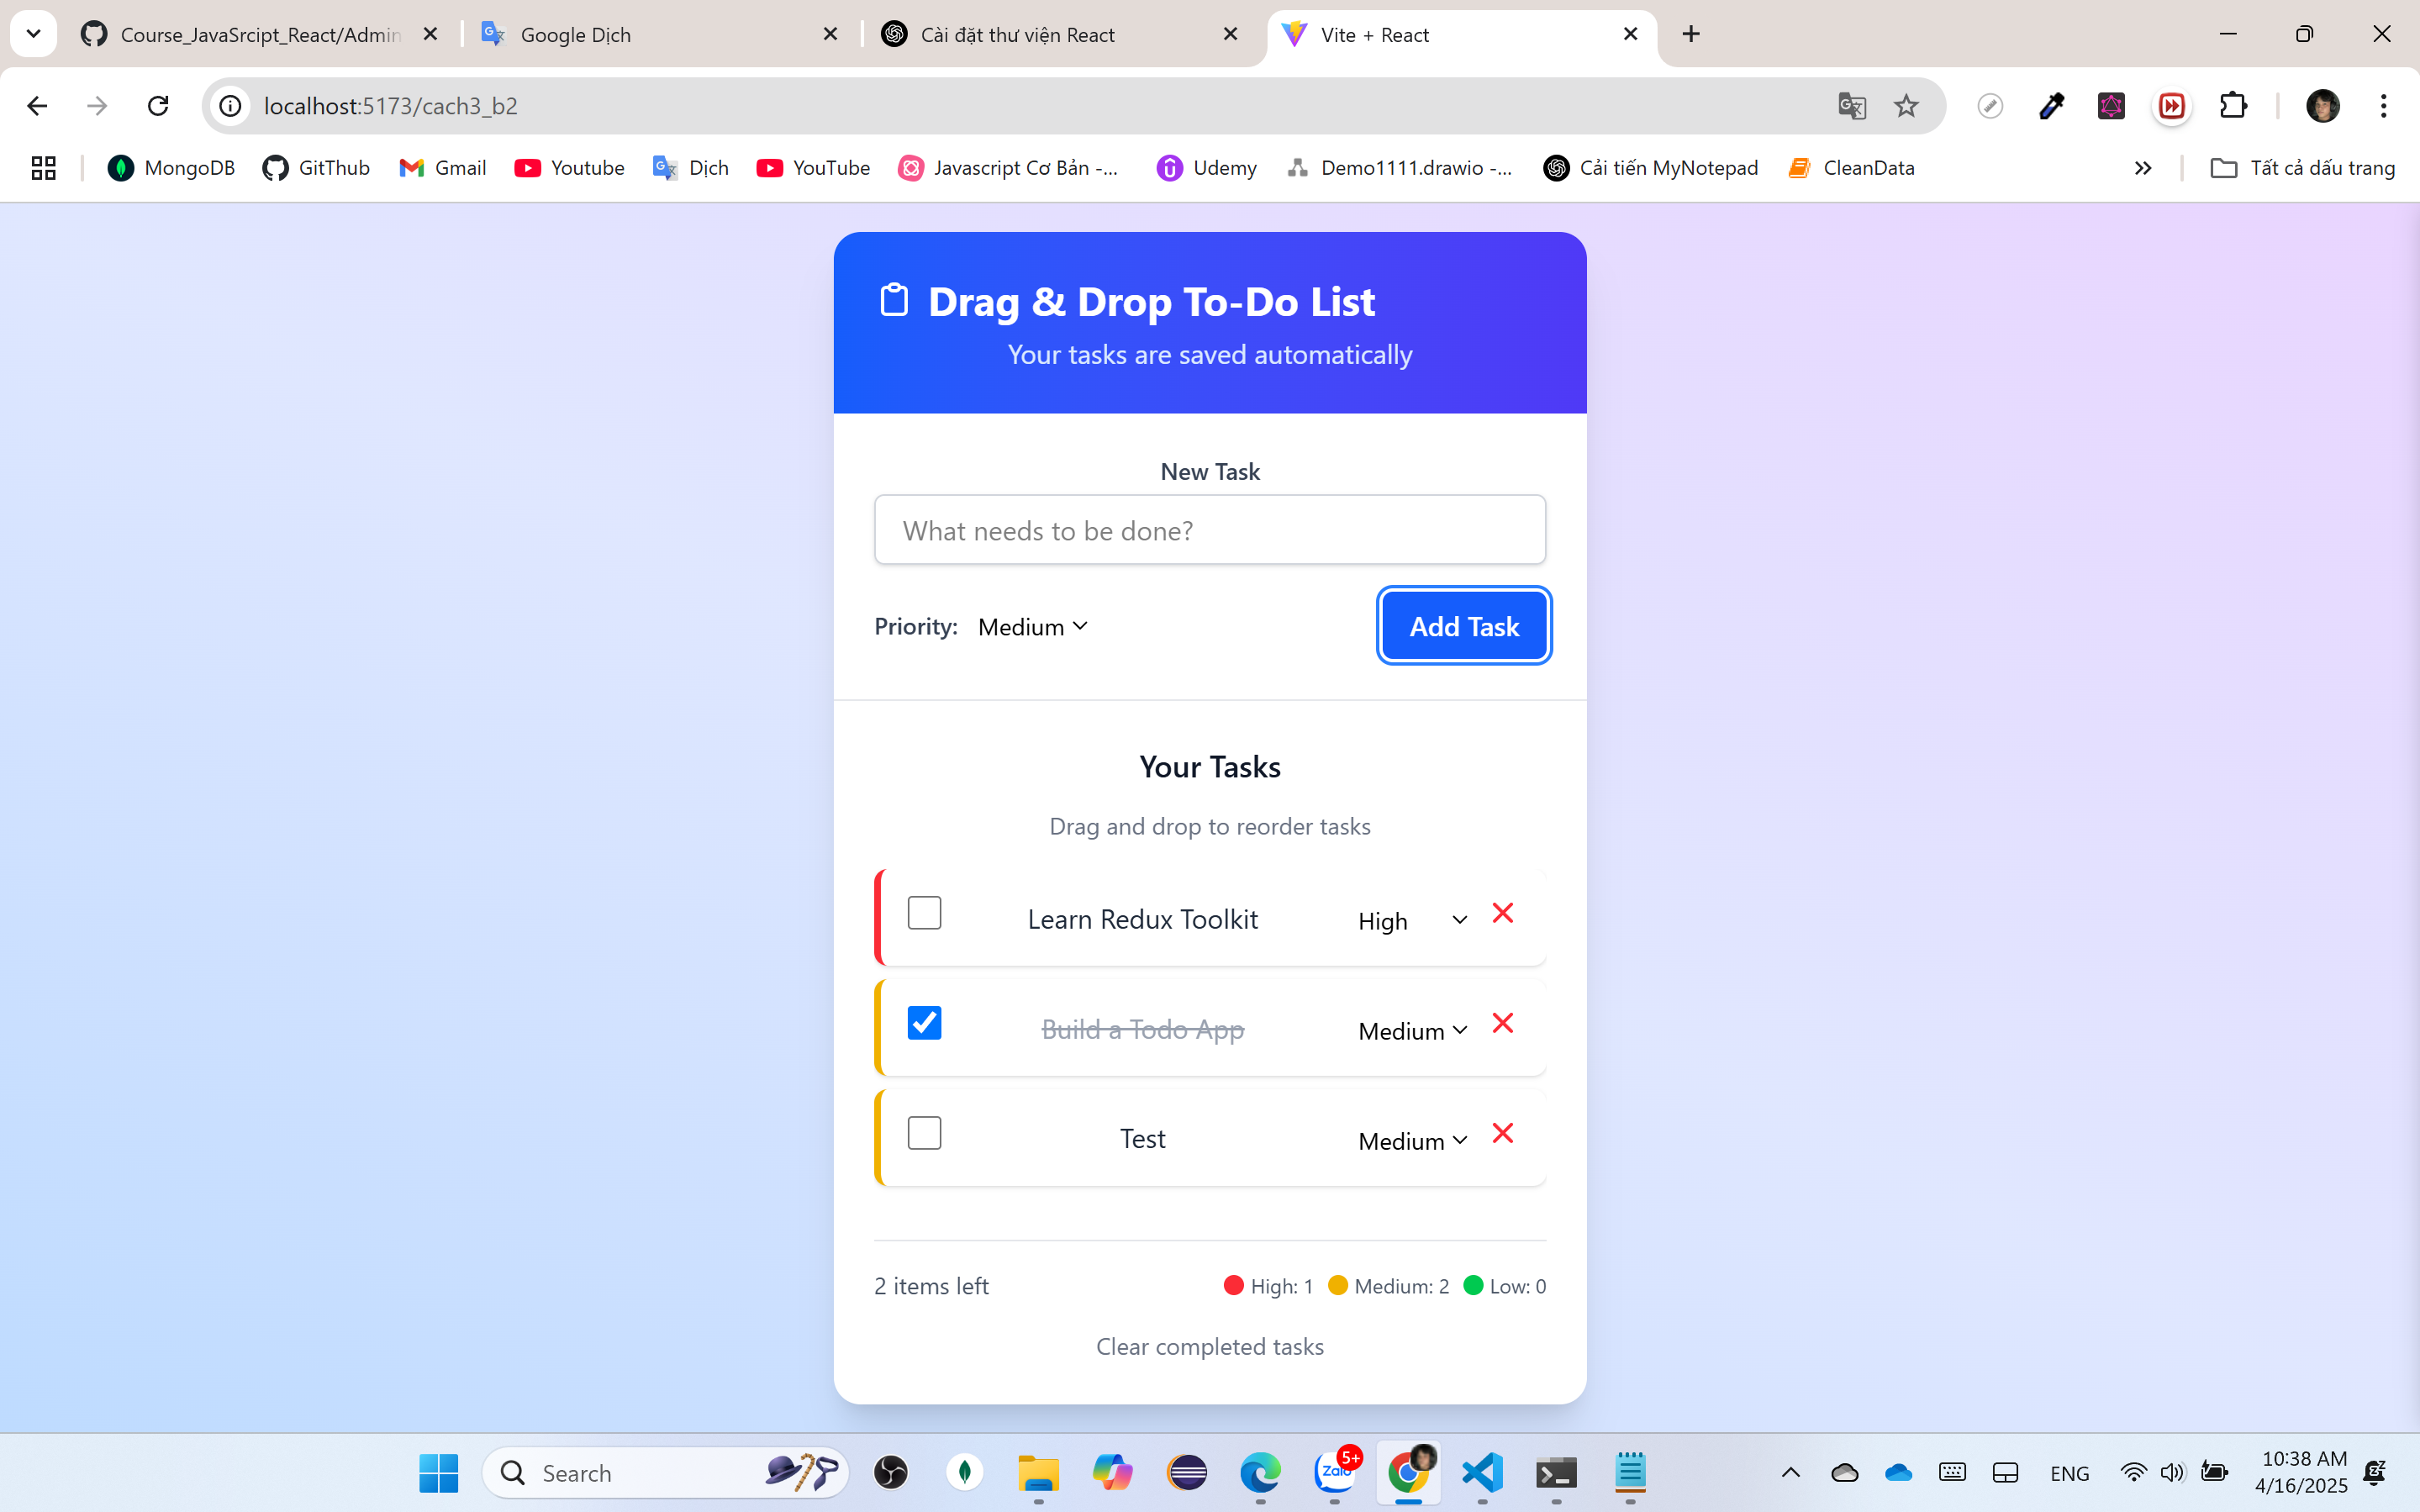 Course_JavaSrcipt_React/Admin
Google Dịch
Cài đặt thư viện React
Vite + React
localhost:5173/cach3_b2
MongoDB
GitThub
Gmail
Youtube
Dịch
YouTube
Javascript Cơ Bản -...
Udemy
Demo1111.drawio -...
Cải tiến MyNotepad
CleanData
Tất cả dấu trang
Drag & Drop To-Do List
Your tasks are saved automatically
New Task
What needs to be done?
Priority:
Medium
Add Task
Your Tasks
Drag and drop to reorder tasks
Learn Redux Toolkit
High
Build a Todo App
Medium
Test
Medium
2 items left
High: 1
Medium: 2
Low: 0
Clear completed tasks
Search
Zalo
5+
ENG
10:38 AM
4/16/2025